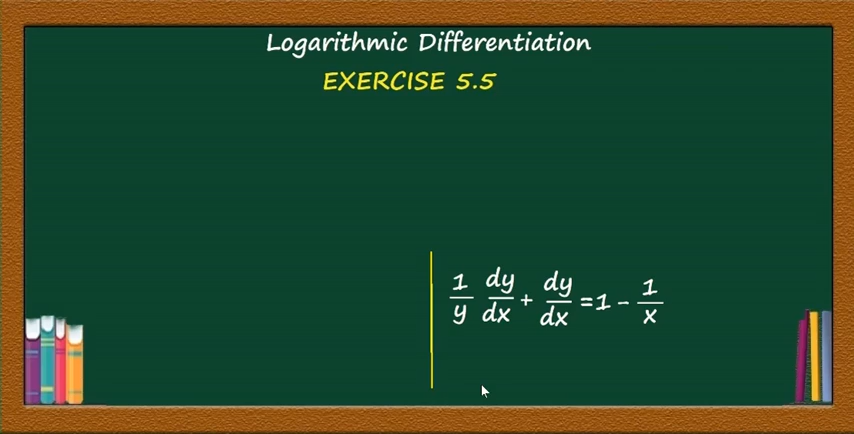 Logarithmic Differentiation
EXERCISE 5.5
1/y dy/dx + dy/dx = 1 - 1/x